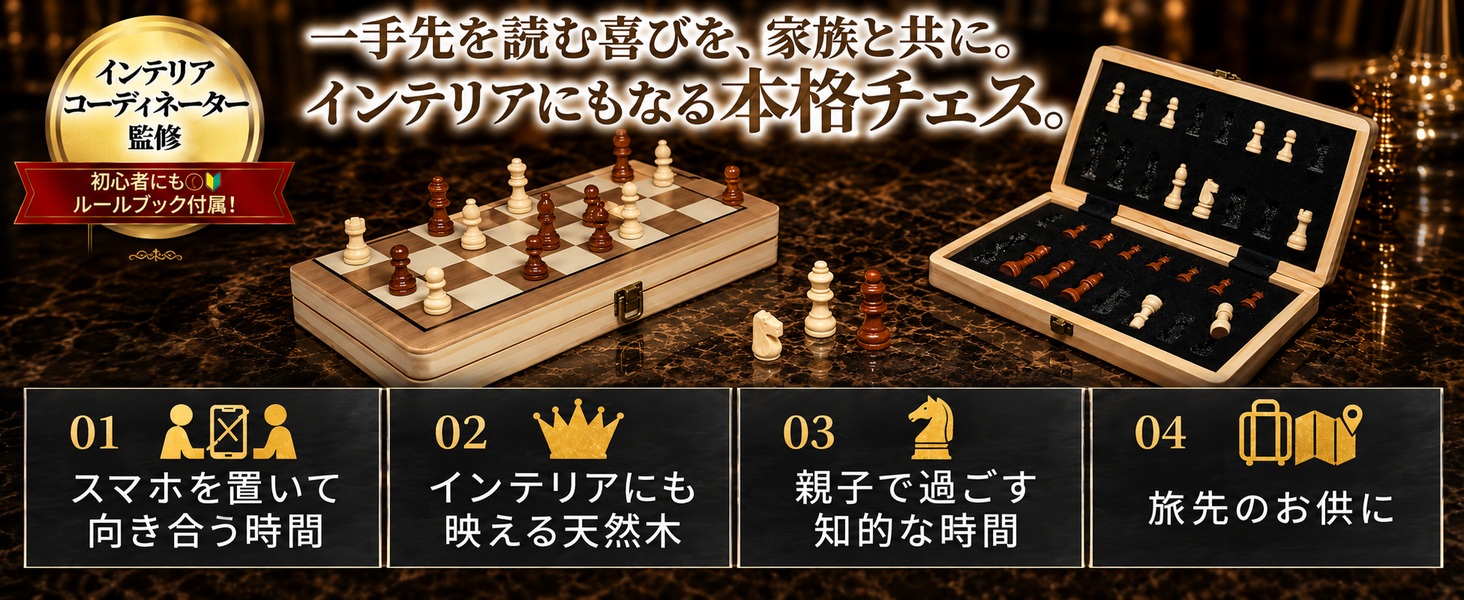 一手先を読む喜びを、家族と共に。
インテリアにもなる本格チェス。
インテリア
コーディネーター
監修
初心者にも◎🔰
ルールブック付属！
01
スマホを置いて
向き合う時間
02
インテリアにも
映える天然木
03
親子で過ごす
知的な時間
04
旅先のお供に